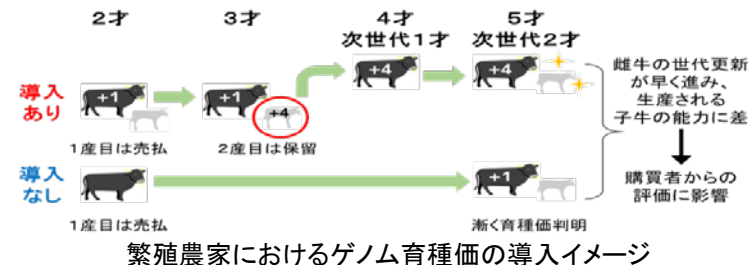 2才
3才
4才
次世代1才
5才
次世代2才
導入
あり
+1
+1
+4
+4
+4
1産目は売払
2産目は保留
導入
なし
+1
1産目は売払
漸く育種価判明
雌牛の世代更新
が早く進み、
生産される
子牛の能力に差
購買者からの
評価に影響
繁殖農家におけるゲノム育種価の導入イメージ